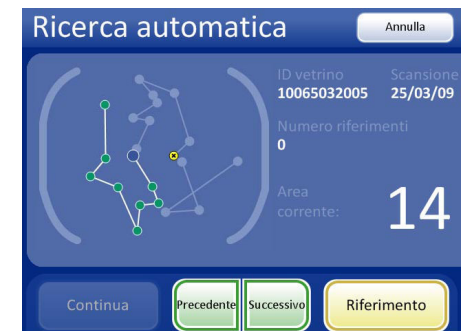 Ricerca automatica
Annulla
ID vetrino
Scansione
10065032005
25/03/09
Numero riferimenti
0
Area
corrente:
14
Continua
Precedente
Successivo
Riferimento